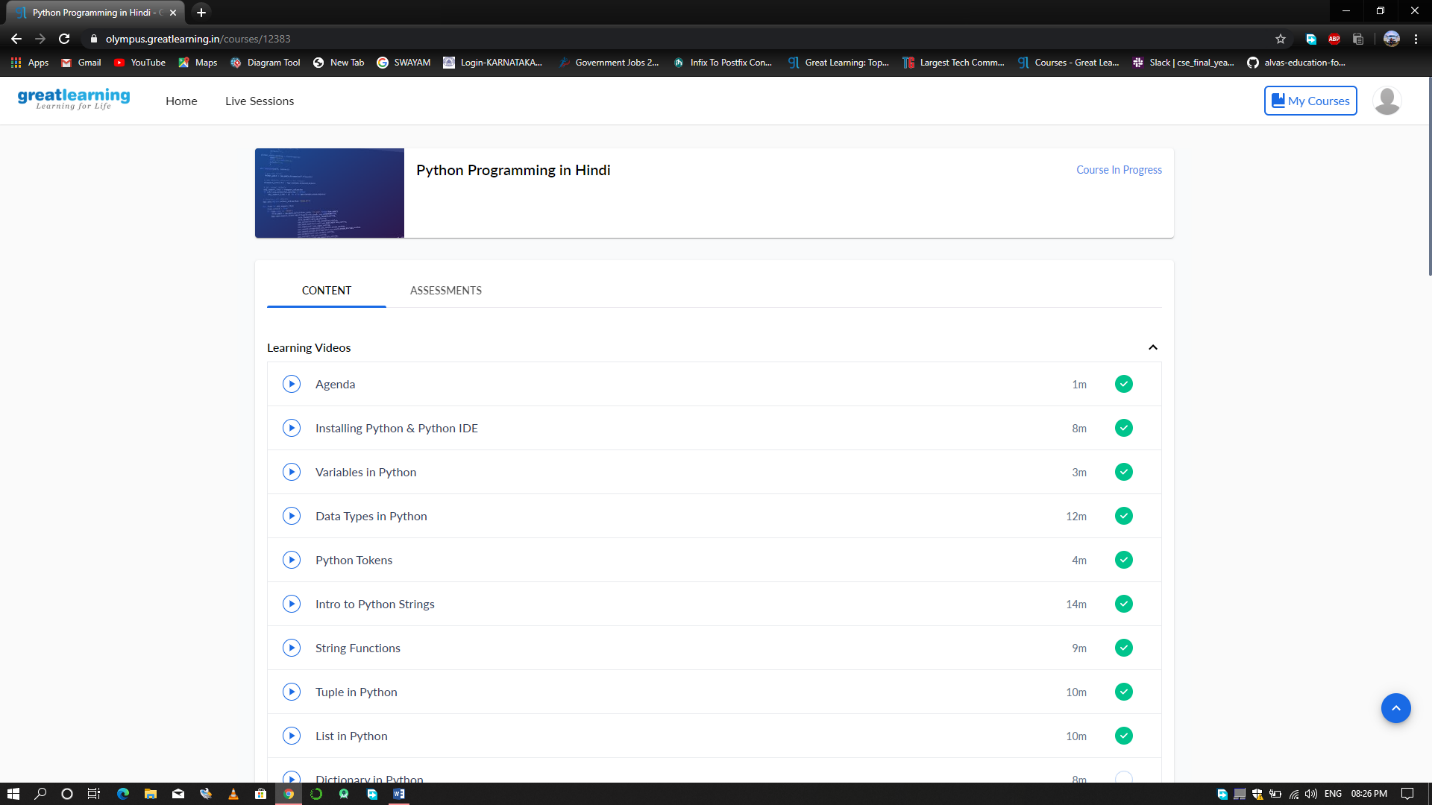 Python Programming in Hindi - G
olympus.greatlearning.in/courses/12383
ABP
Apps
Gmail
YouTube
Maps
Diagram Tool
New Tab
SWAYAM
Login-KARNATAKA...
Government Jobs 2...
Infix To Postfix Con...
Great Learning: Top...
Largest Tech Comm...
Courses - Great Lea...
Slack | cse_final_yea...
alvas-education-fo...
greatlearning
Learning for Life
Home
Live Sessions
My Courses
Python Programming in Hindi
Course In Progress
CONTENT
ASSESSMENTS
Learning Videos
Agenda 1m
Installing Python & Python IDE 8m
Variables in Python 3m
Data Types in Python 12m
Python Tokens 4m
Intro to Python Strings 14m
String Functions 9m
Tuple in Python 10m
List in Python 10m
Dictionary in Python 8m
ENG 08:26 PM